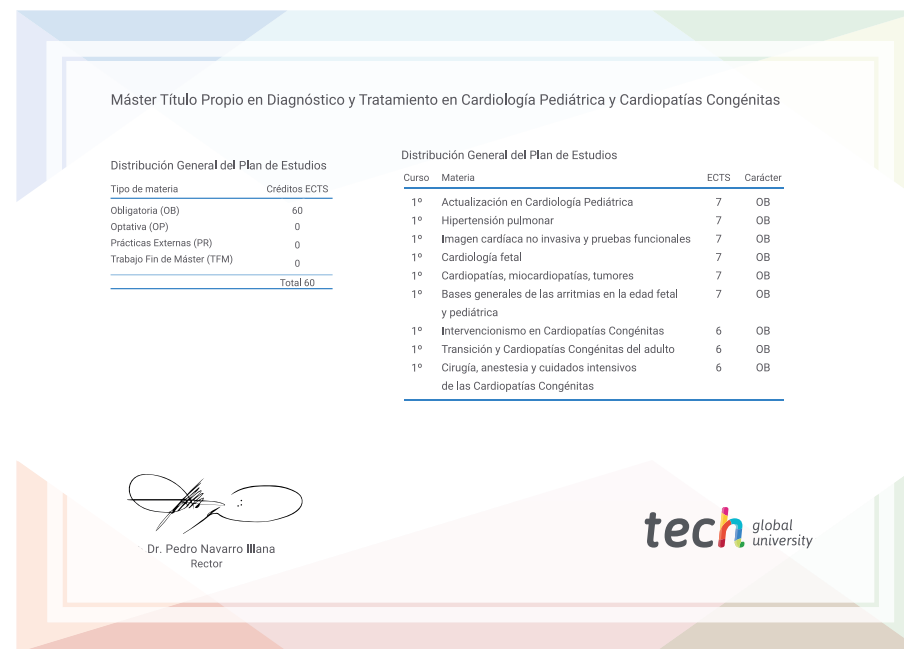 Máster Título Propio en Diagnóstico y Tratamiento en Cardiología Pediátrica y Cardiopatías Congénitas
Distribución General del Plan de Estudios
Tipo de materia Créditos ECTS
Obligatoria (OB) 60
Optativa (OP) 0
Prácticas Externas (PR) 0
Trabajo Fin de Máster (TFM) 0
Total 60
Distribución General del Plan de Estudios
Curso Materia ECTS Carácter
1º Actualización en Cardiología Pediátrica 7 OB
1º Hipertensión pulmonar 7 OB
1º Imagen cardíaca no invasiva y pruebas funcionales 7 OB
1º Cardiología fetal 7 OB
1º Cardiopatías, miocardiopatías, tumores 7 OB
1º Bases generales de las arritmias en la edad fetal 7 OB
y pediátrica
1º Intervencionismo en Cardiopatías Congénitas 6 OB
1º Transición y Cardiopatías Congénitas del adulto 6 OB
1º Cirugía, anestesia y cuidados intensivos 6 OB
de las Cardiopatías Congénitas
Dr. Pedro Navarro Illana
Rector
tech global
university